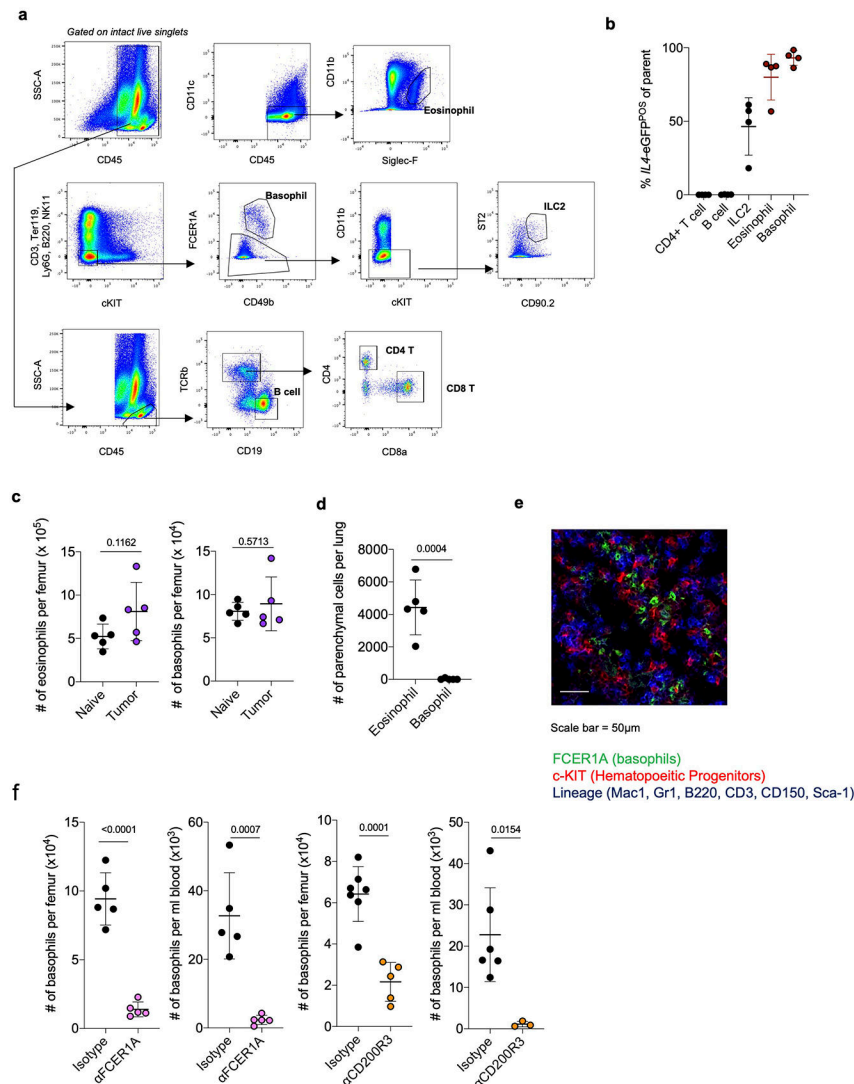 a
Gated on intact live singlets
SSC-A
CD45
CD11c
CD45
CD11b
Eosinophil
Siglec-F
CD3, Ter119,
Ly6G, B220, NK11
cKIT
FCER1A
Basophil
CD49b
CD11b
cKIT
ST2
ILC2
CD90.2
SSC-A
CD45
TCRb
B cell
CD19
CD4
CD4 T
CD8 T
CD8a
b
% IL4-eGFPPOS of parent
100
50
0
CD4+ T cell
B cell
ILC2
Eosinophil
Basophil
c
# of eosinophils per femur (x 10⁵)
0.1162
15
10
5
0
Naive
Tumor
# of basophils per femur (x 10⁴)
0.5713
15
10
5
0
Naive
Tumor
d
# of parenchymal cells per lung
0.0004
8000
6000
4000
2000
0
Eosinophil
Basophil
e
Scale bar = 50µm
FCER1A (basophils)
c-KIT (Hematopoeitic Progenitors)
Lineage (Mac1, Gr1, B220, CD3, CD150, Sca-1)
f
# of basophils per femur (x10⁴)
<0.0001
15
10
5
0
Isotype
αFCER1A
# of basophils per ml blood (x10³)
0.0007
60
40
20
0
Isotype
αFCER1A
# of basophils per femur (x10⁴)
0.0001
10
8
6
4
2
0
Isotype
αCD200R3
# of basophils per ml blood (x10³)
0.0154
50
40
30
20
10
0
Isotype
αCD200R3